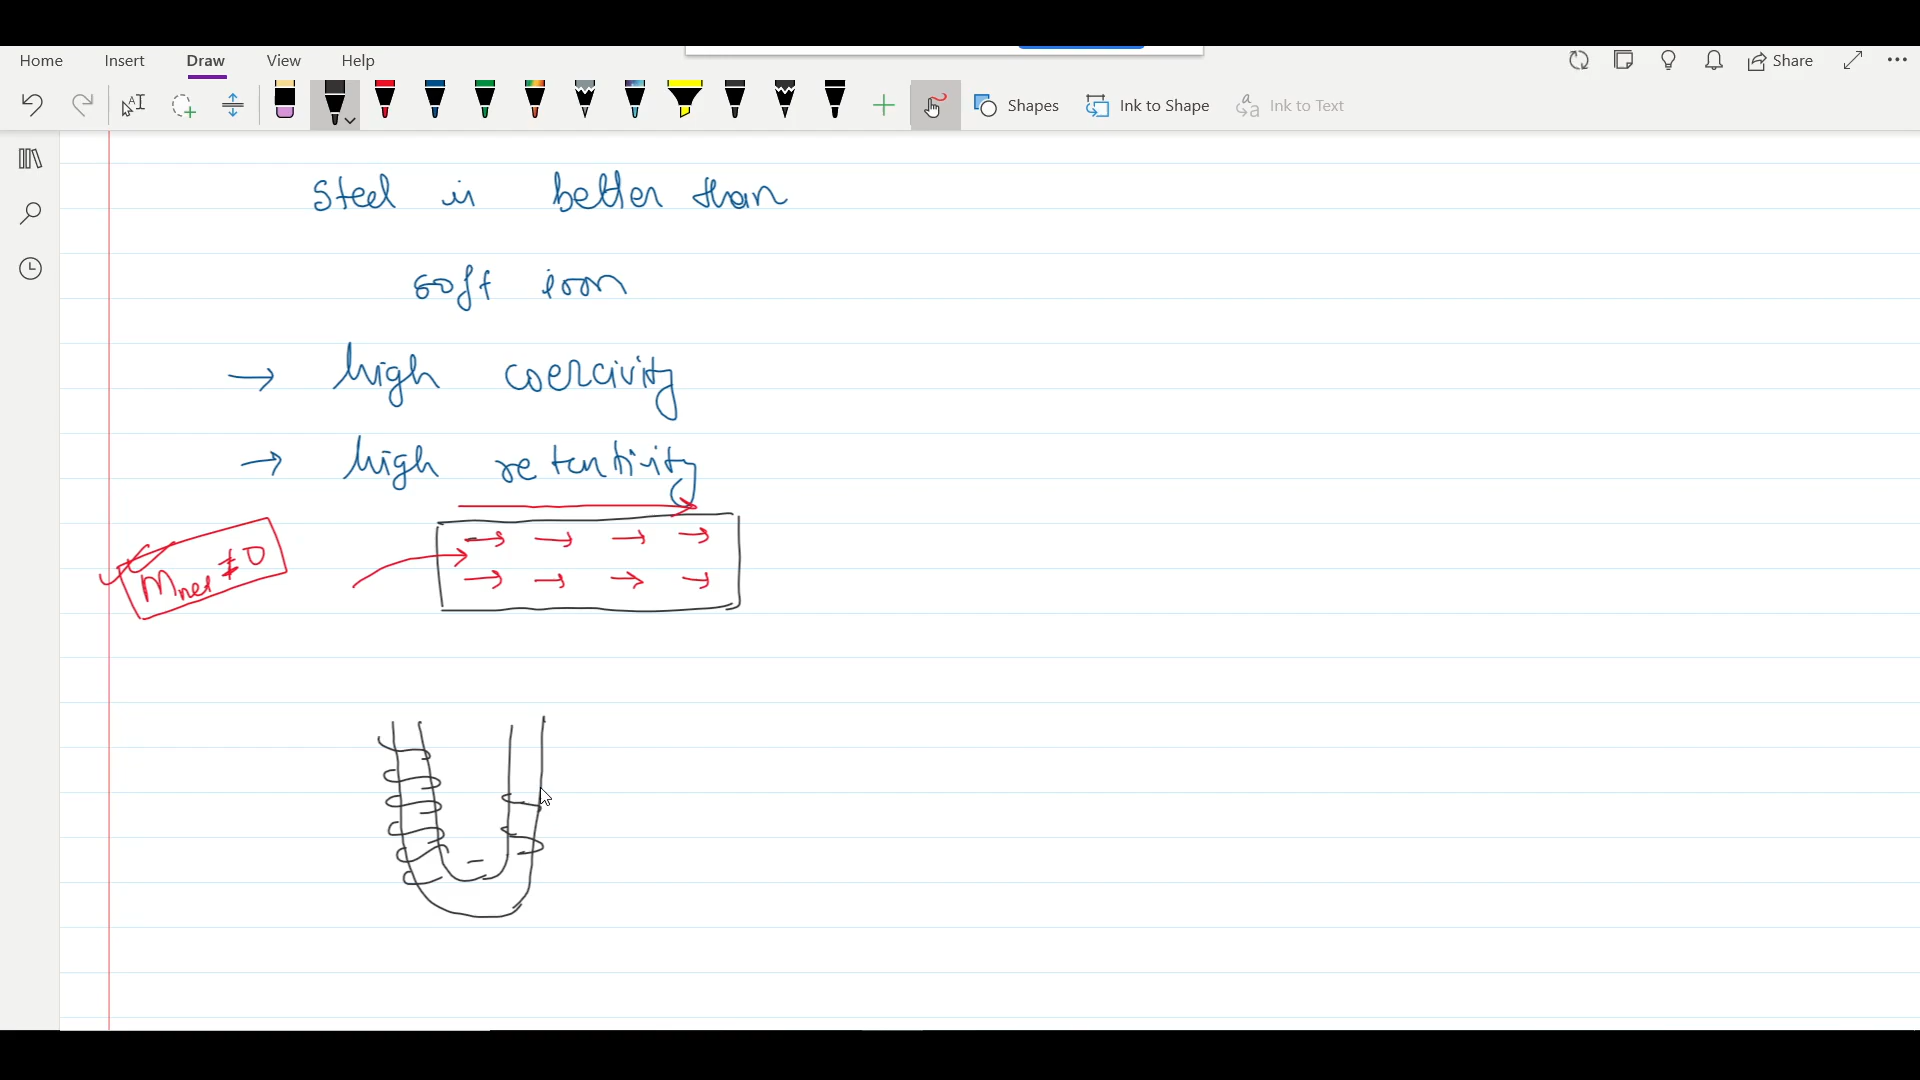 Home Insert Draw View Help Share
Shapes Ink to Shape Ink to Text
Steel is better than
soft iron
→ high coercivity
→ high retentivity
Mnet ≠ 0